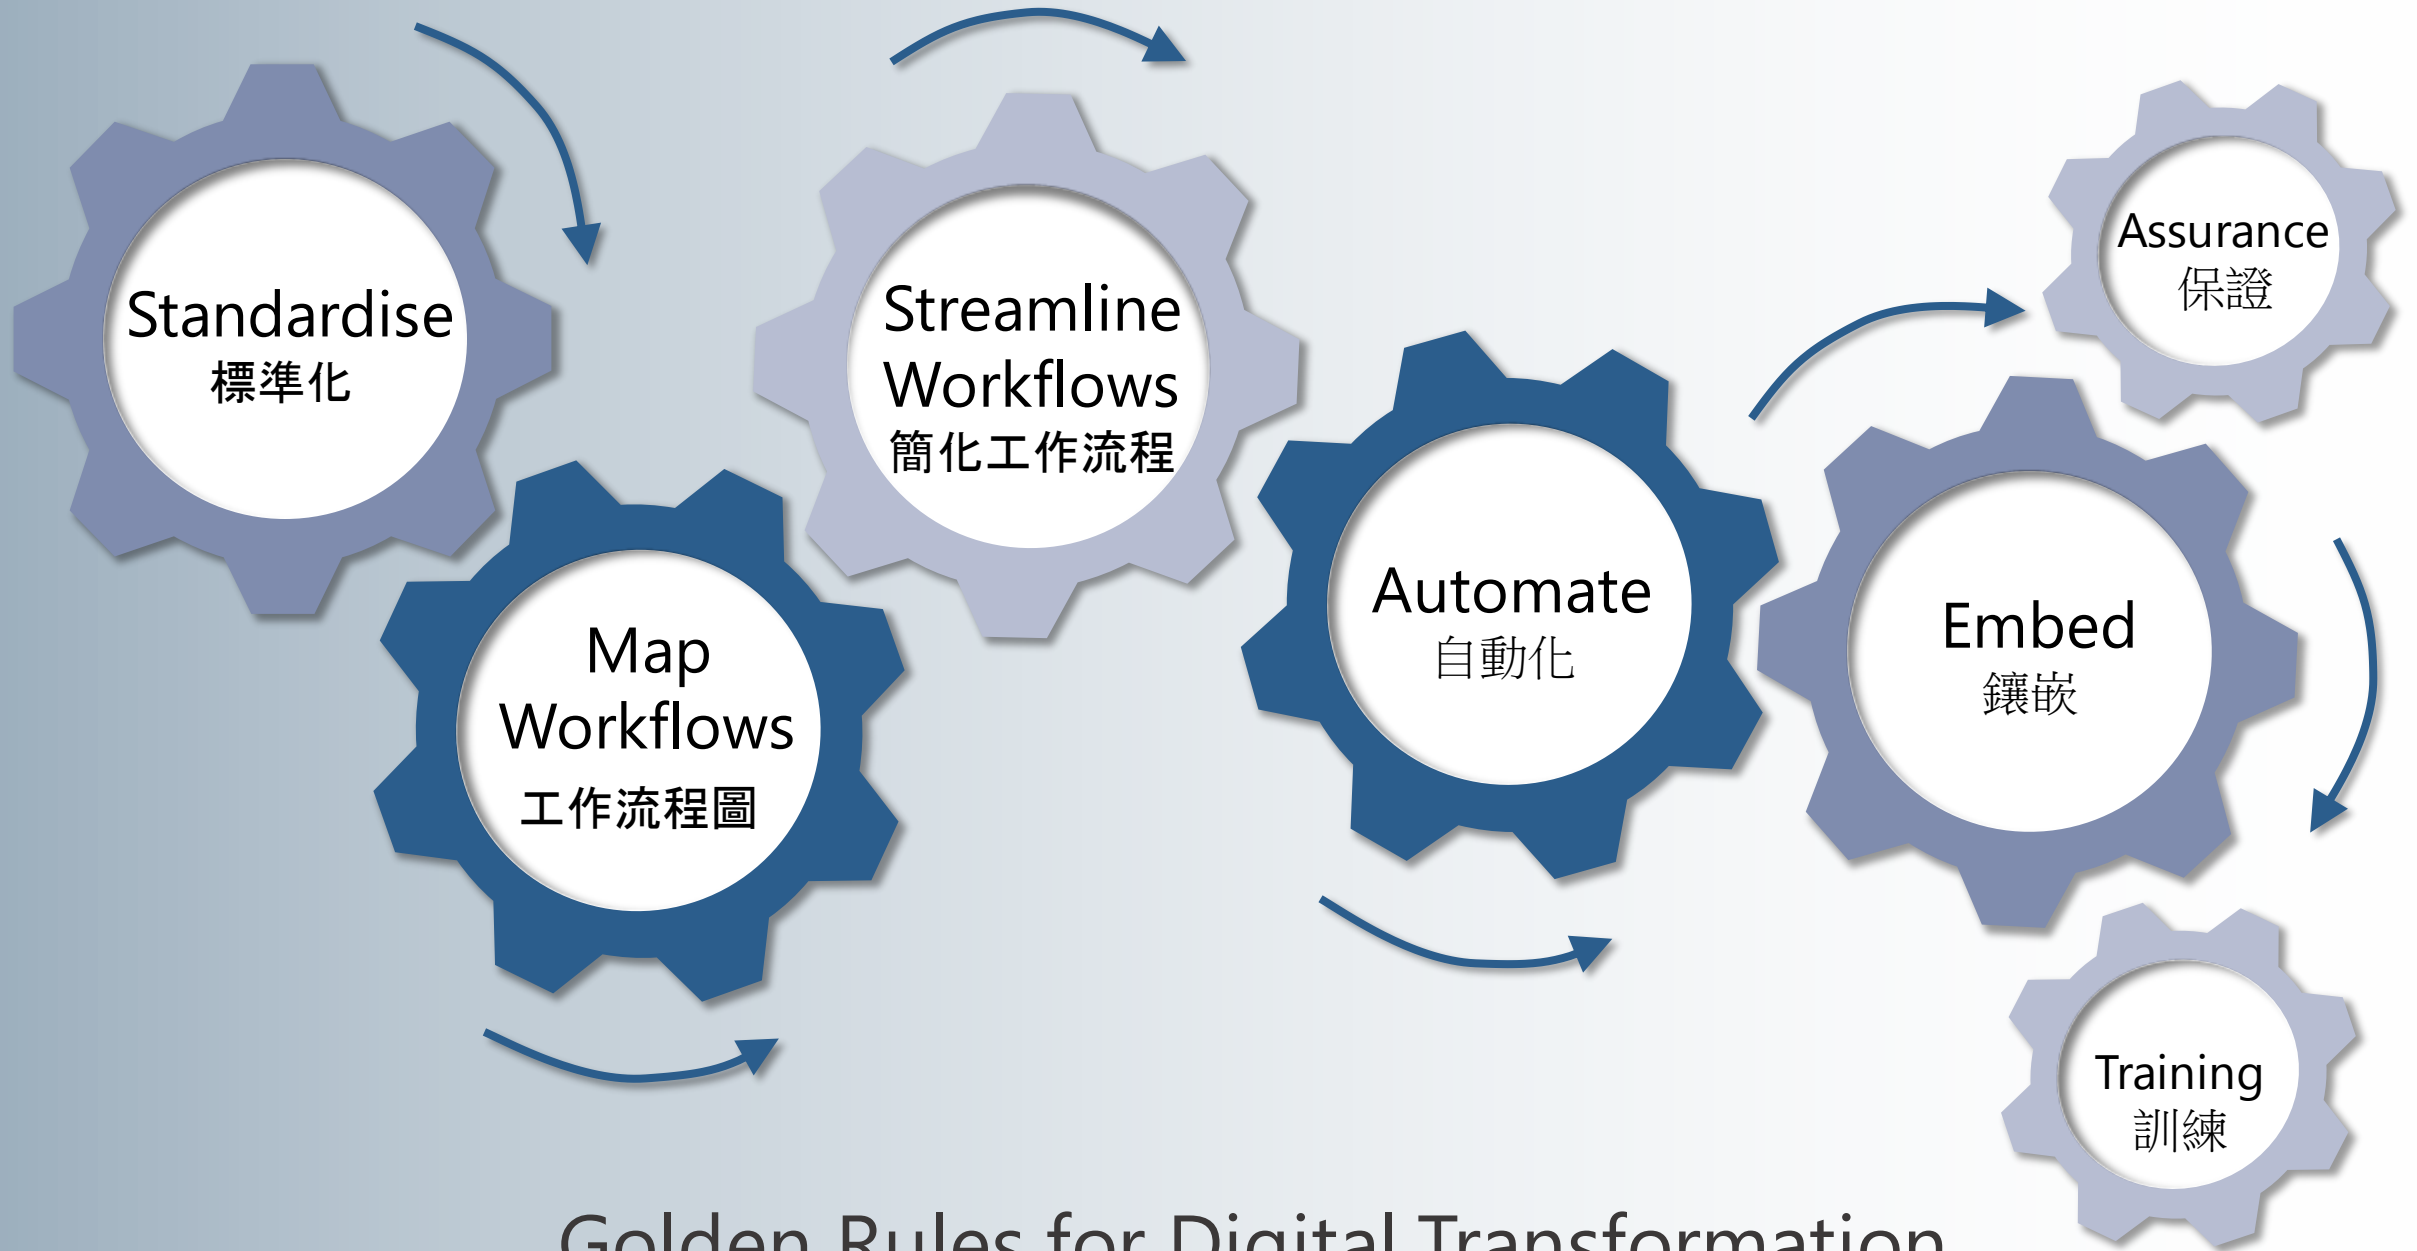 Standardise
標準化
Map
Workflows
工作流程圖
Streamline
Workflows
簡化工作流程
Automate
自動化
Embed
鑲嵌
Assurance
保證
Training
訓練
Golden Rules for Digital Transformation